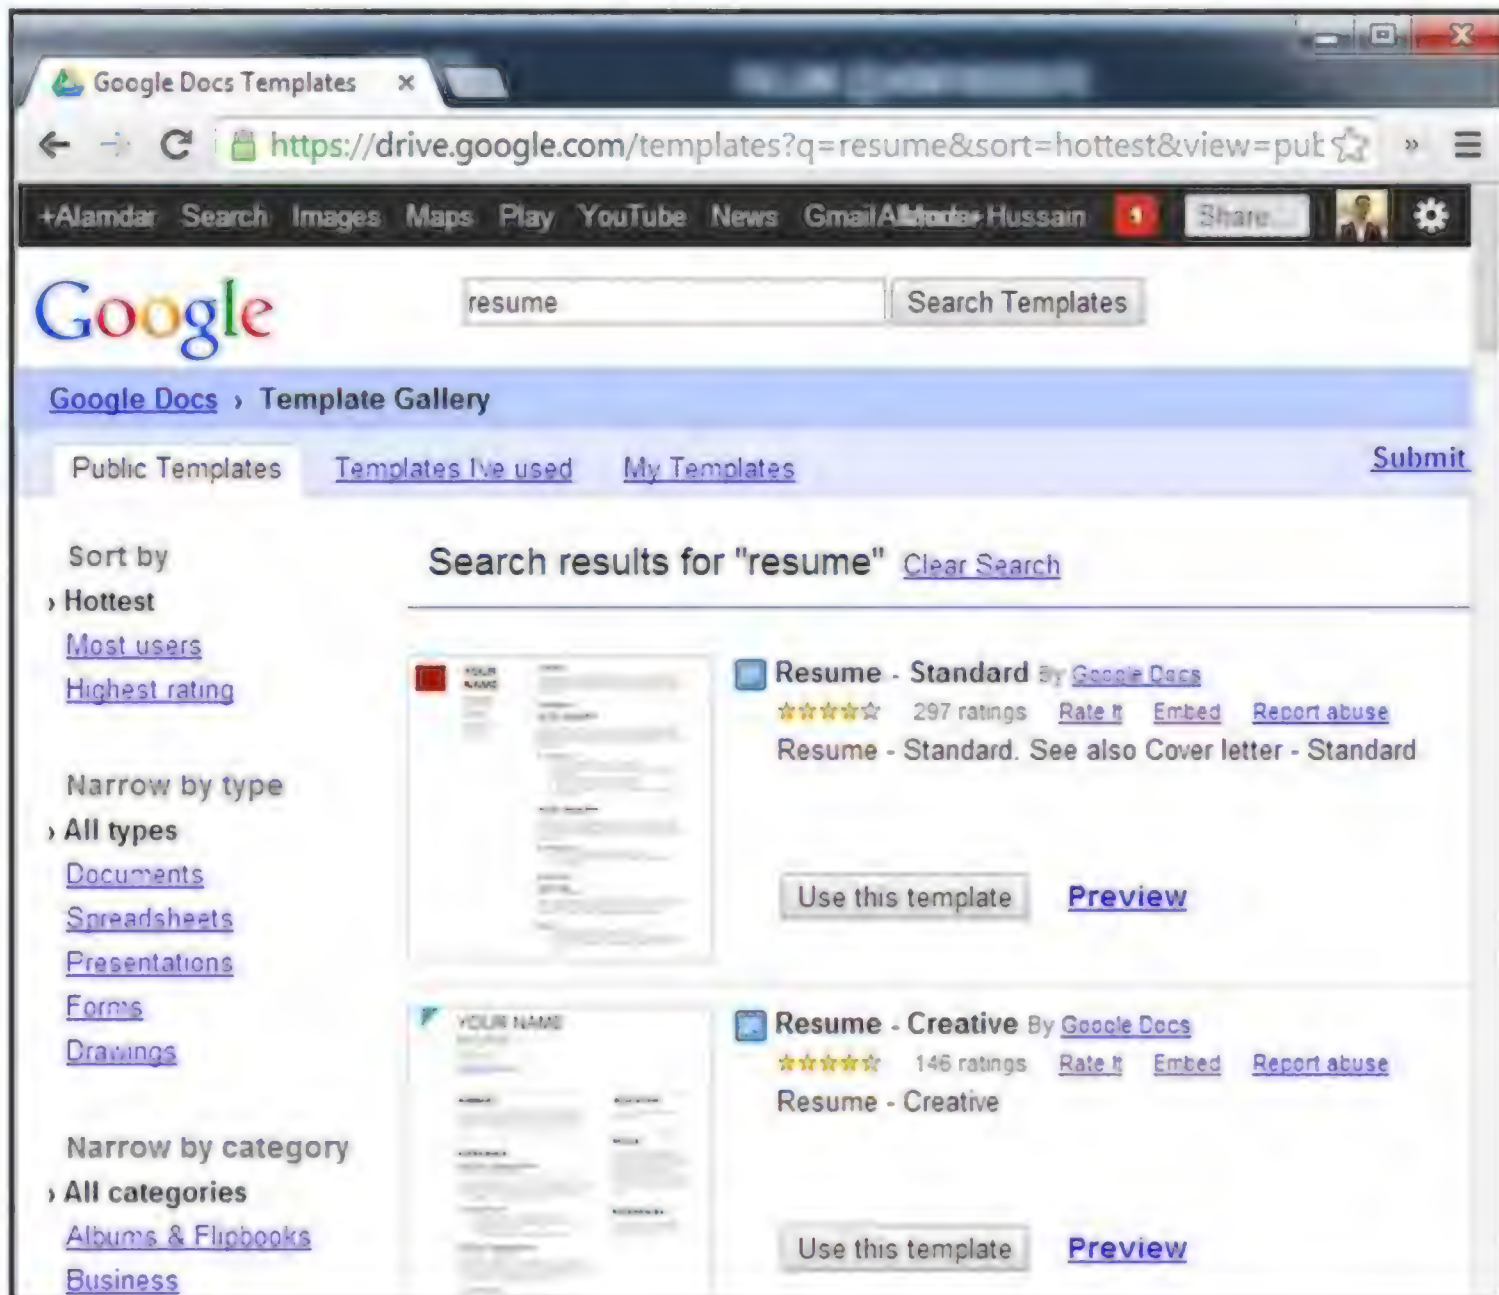 Google Docs Templates
https://drive.google.com/templates?q=resume&sort=hottest&view=pub
+Alamdar Search Images Maps Play YouTube News Gmail Hussain 1 Share...
Google
resume Search Templates
Google Docs › Template Gallery
Public Templates Templates I've used My Templates Submit
Sort by
› Hottest
Most users
Highest rating
Narrow by type
› All types
Documents
Spreadsheets
Presentations
Forms
Drawings
Narrow by category
› All categories
Albums & Flipbooks
Business
Search results for "resume" Clear Search
YOUR
NAME
Resume - Standard By Google Docs
297 ratings Rate it Embed Report abuse
Resume - Standard. See also Cover letter - Standard
Use this template Preview
YOUR NAME
Resume - Creative By Google Docs
146 ratings Rate it Embed Report abuse
Resume - Creative
Use this template Preview